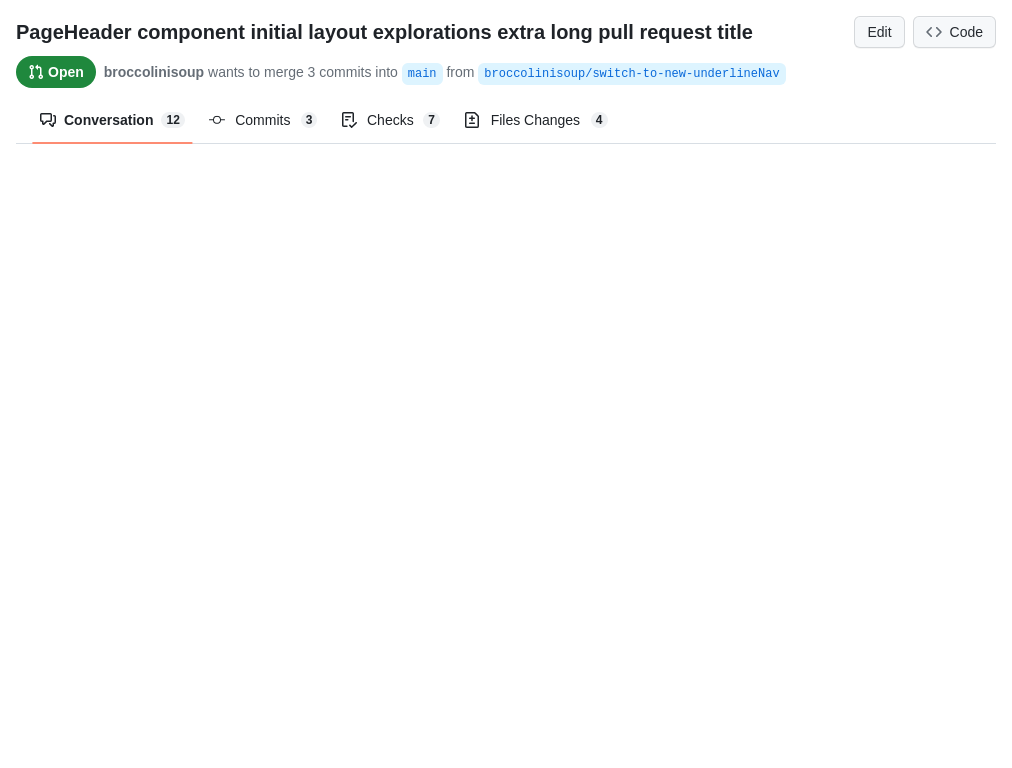 PageHeader component initial layout explorations extra long pull request title Edit Code
Open broccolinisoup wants to merge 3 commits into main from broccolinisoup/switch-to-new-underlineNav
Conversation 12 Commits 3 Checks 7 Files Changes 4